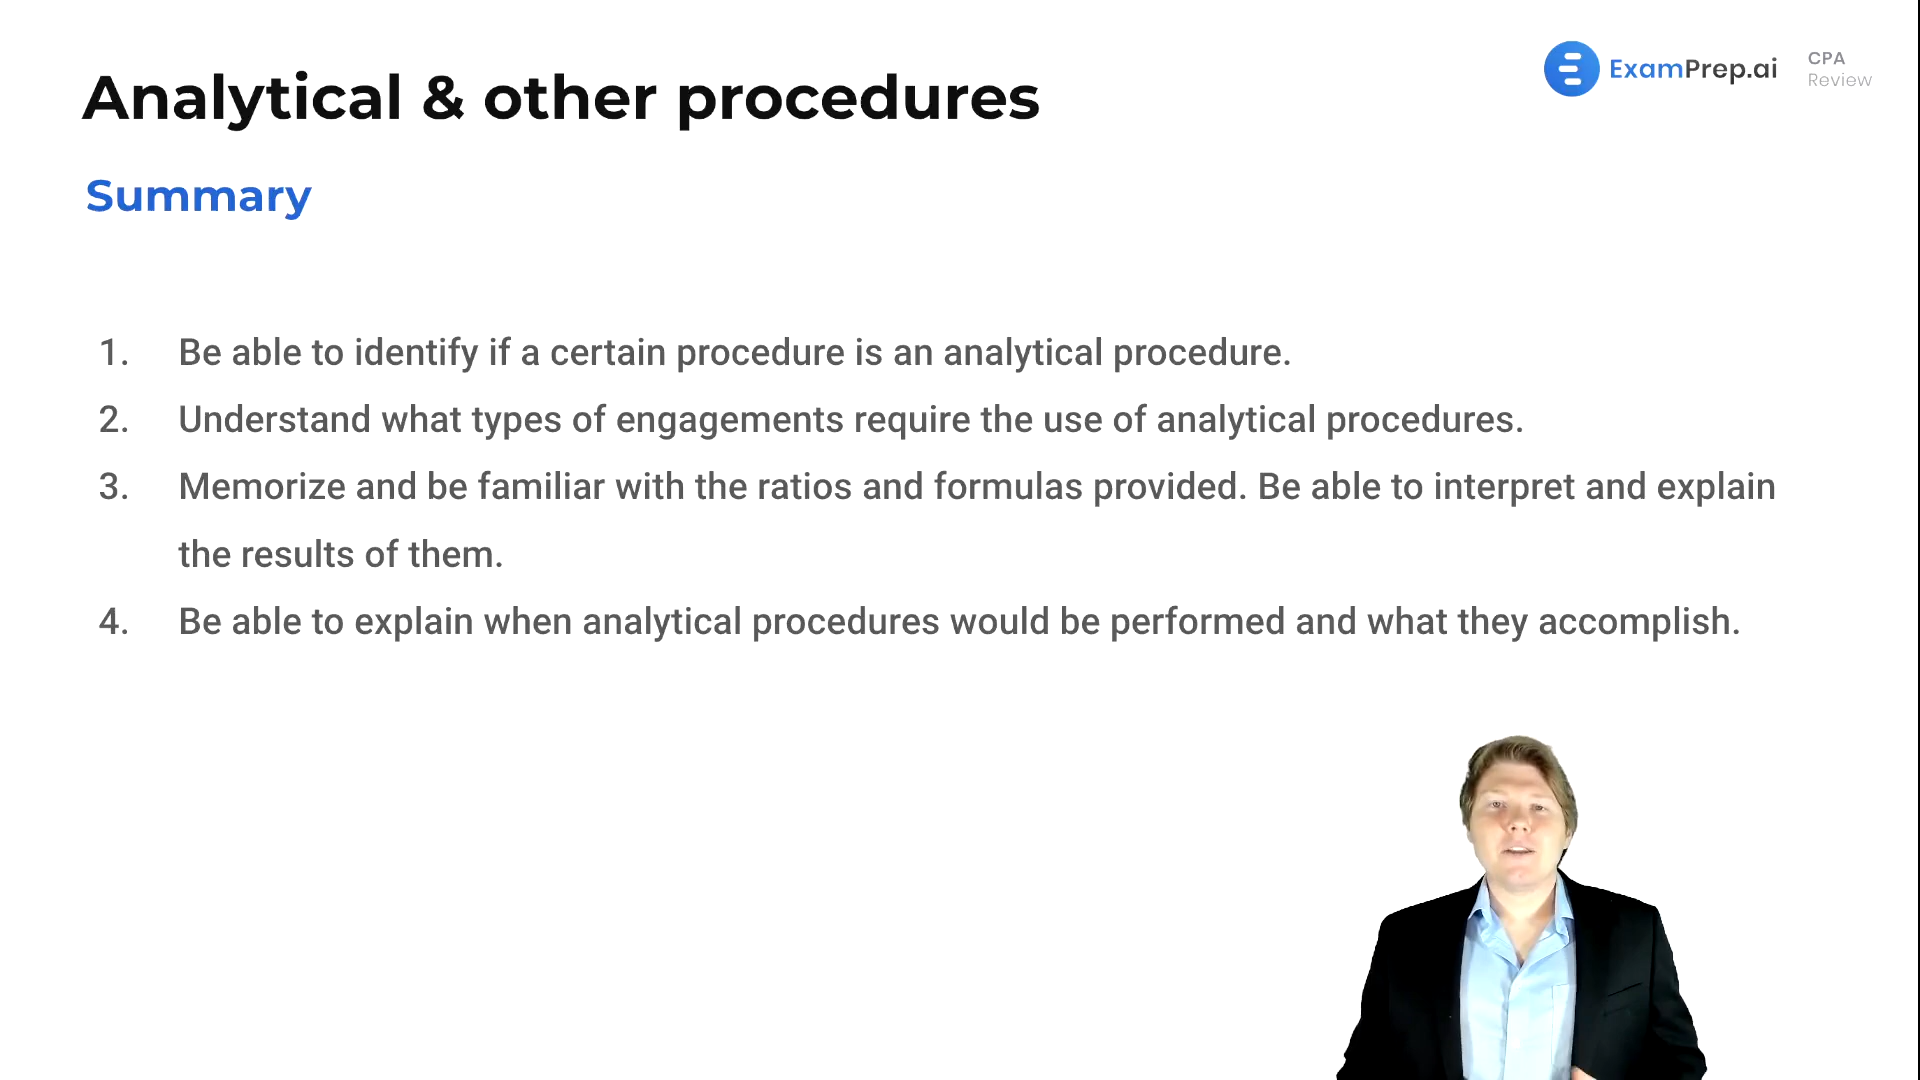 Analytical & other procedures
ExamPrep.ai
CPA
Review
Summary
1. Be able to identify if a certain procedure is an analytical procedure.
2. Understand what types of engagements require the use of analytical procedures.
3. Memorize and be familiar with the ratios and formulas provided. Be able to interpret and explain
the results of them.
4. Be able to explain when analytical procedures would be performed and what they accomplish.